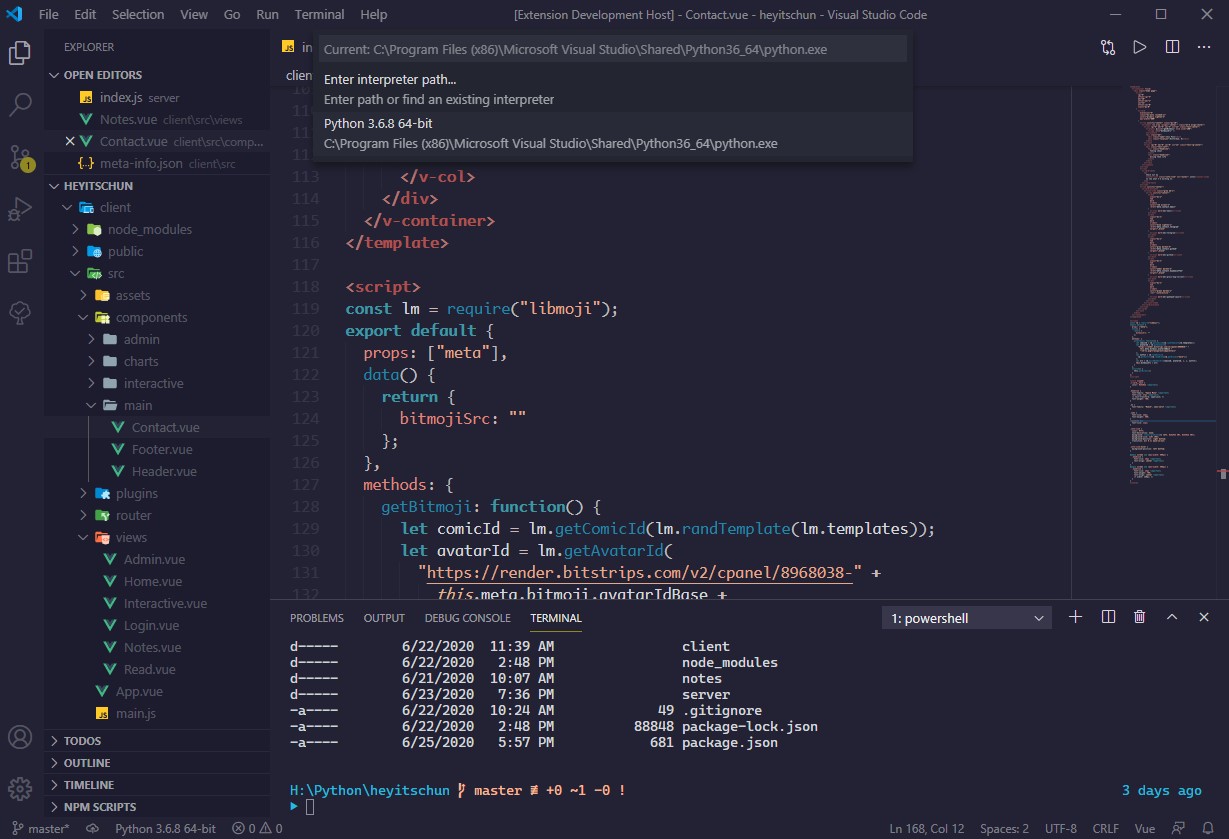 File Edit Selection View Go Run Terminal Help [Extension Development Host] - Contact.vue - heyitschun - Visual Studio Code
EXPLORER
OPEN EDITORS
index.js server
Notes.vue client\src\views
Contact.vue client\src\comp...
meta-info.json client\src
HEYITSCHUN
client
node_modules
public
src
assets
components
admin
charts
interactive
main
Contact.vue
Footer.vue
Header.vue
plugins
router
views
Admin.vue
Home.vue
Interactive.vue
Login.vue
Notes.vue
Read.vue
App.vue
main.js
TODOS
OUTLINE
TIMELINE
NPM SCRIPTS
Current: C:\Program Files (x86)\Microsoft Visual Studio\Shared\Python36_64\python.exe
Enter interpreter path...
Enter path or find an existing interpreter
Python 3.6.8 64-bit
C:\Program Files (x86)\Microsoft Visual Studio\Shared\Python36_64\python.exe
113 </v-col>
114 </div>
115 </v-container>
116 </template>
117
118 <script>
119 const lm = require("libmoji");
120 export default {
121 props: ["meta"],
122 data() {
123 return {
124 bitmojiSrc: ""
125 };
126 },
127 methods: {
128 getBitmoji: function() {
129 let comicId = lm.getComicId(lm.randTemplate(lm.templates));
130 let avatarId = lm.getAvatarId(
131 "https://render.bitstrips.com/v2/cpanel/8968038-" +
132 this.meta.bitmoji.avatarIdBase +
PROBLEMS OUTPUT DEBUG CONSOLE TERMINAL 1: powershell
d----- 6/22/2020 11:39 AM client
d----- 6/22/2020 2:48 PM node_modules
d----- 6/21/2020 10:07 AM notes
d----- 6/23/2020 7:36 PM server
-a---- 6/22/2020 10:24 AM 49 .gitignore
-a---- 6/22/2020 2:48 PM 88848 package-lock.json
-a---- 6/25/2020 5:57 PM 681 package.json
H:\Python\heyitschun master ≢ +0 ~1 -0 ! 3 days ago
master* Python 3.6.8 64-bit 0 0 Ln 168, Col 12 Spaces: 2 UTF-8 CRLF Vue